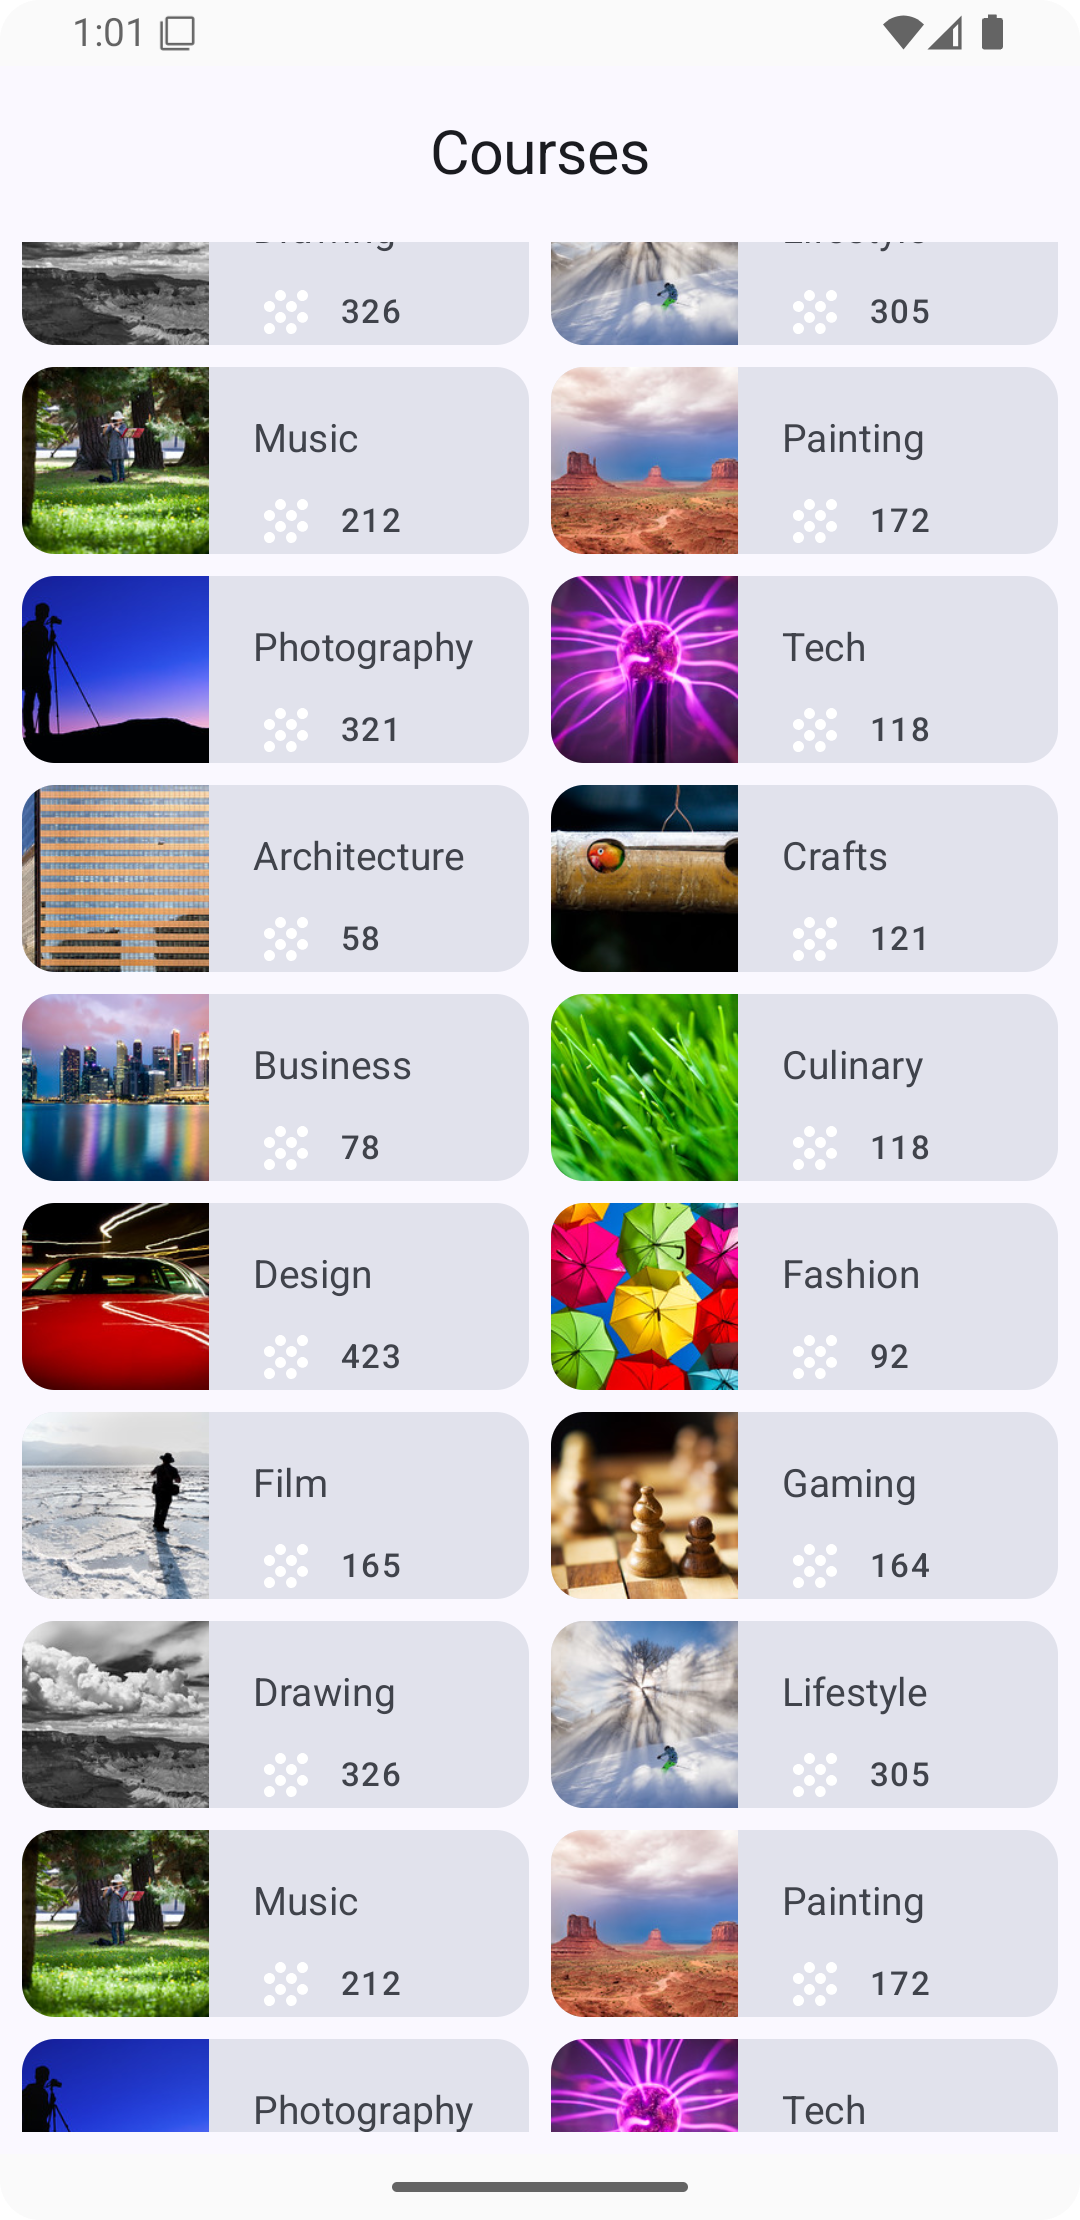 1:01
Courses
Drawing
Lifestyle
326
305
Music
Painting
212
172
Photography
Tech
321
118
Architecture
Crafts
58
121
Business
Culinary
78
118
Design
Fashion
423
92
Film
Gaming
165
164
Drawing
Lifestyle
326
305
Music
Painting
212
172
Photography
Tech